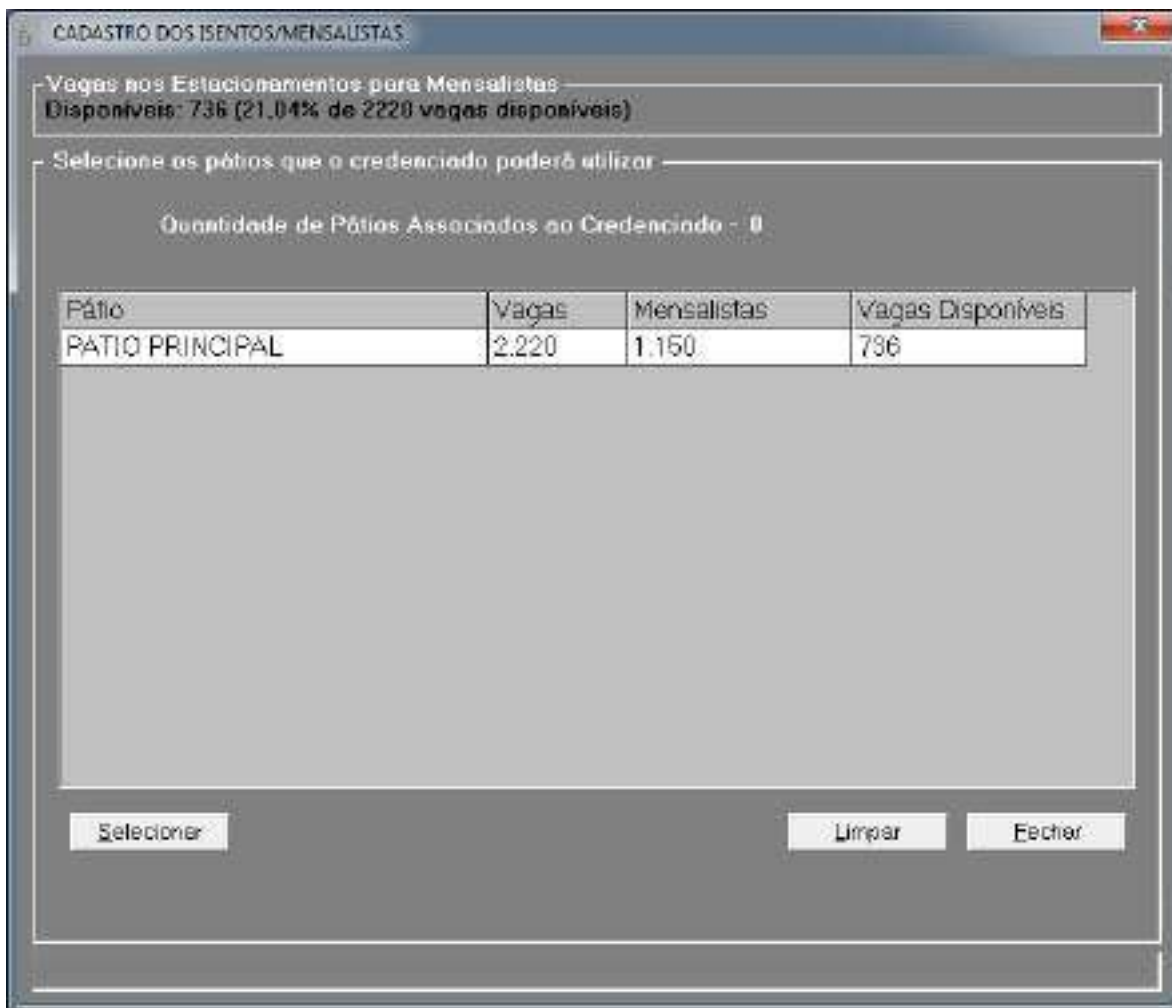 CADASTRO DOS ISENTOS/MENSALISTAS
Vagas nos Estacionamentos para Mensalistas
Disponíveis: 736 (21,04% de 2220 vagas disponíveis)
Selecione os pátios que o credenciado poderá utilizar
Quantidade de Pátios Associados ao Credenciado - 0
Pátio Vagas Mensalistas Vagas Disponíveis
PATIO PRINCIPAL 2.220 1.150 736
Selecionar Limpar Fechar